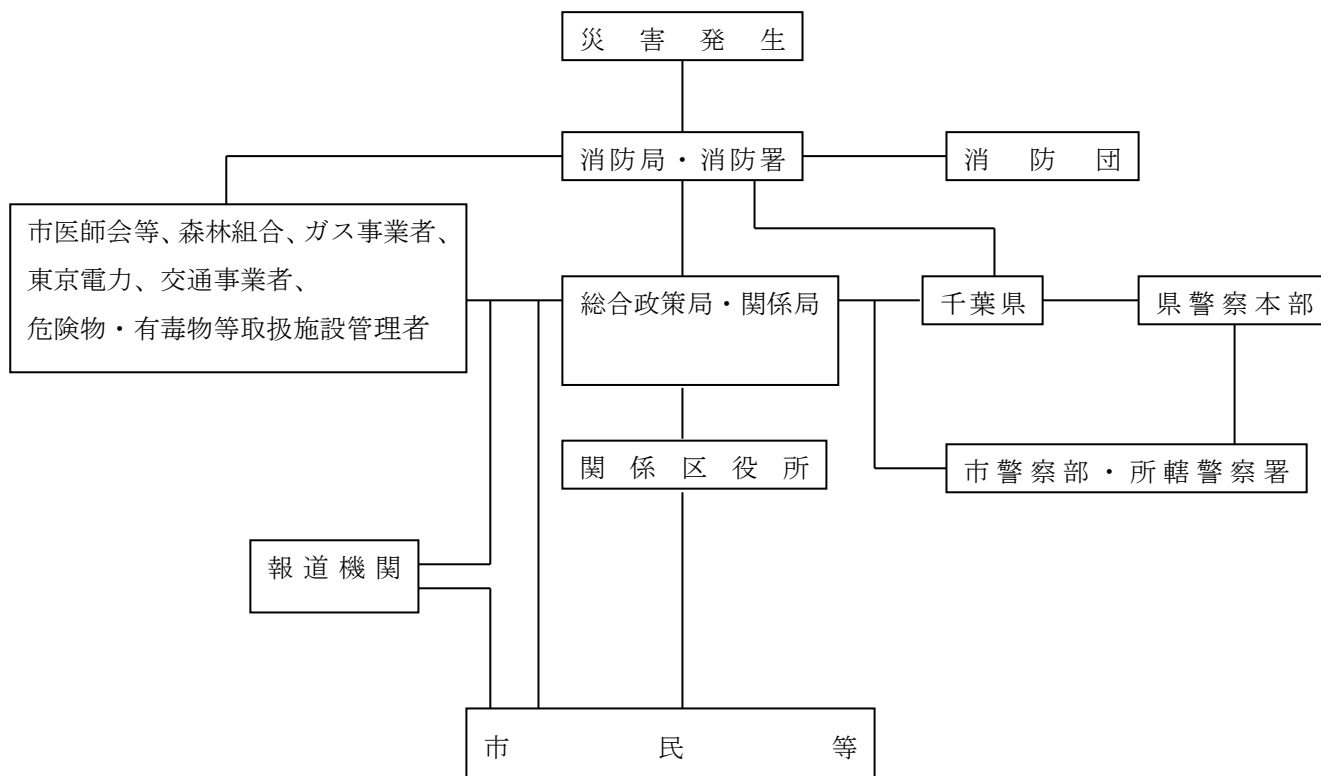 災害発生
消防局・消防署
消防団
市医師会等、森林組合、ガス事業者、
東京電力、交通事業者、
危険物・有毒物等取扱施設管理者
総合政策局・関係局
千葉県
県警察本部
関係区役所
市警察部・所轄警察署
報道機関
市民等